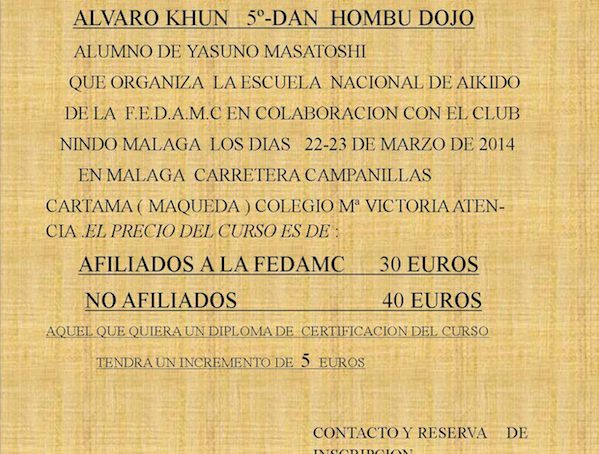 ALVARO KHUN 5º-DAN HOMBU DOJO
ALUMNO DE YASUNO MASATOSHI
QUE ORGANIZA LA ESCUELA NACIONAL DE AIKIDO
DE LA F.E.D.A.M.C EN COLABORACION CON EL CLUB
NINDO MALAGA LOS DIAS 22-23 DE MARZO DE 2014
EN MALAGA CARRETERA CAMPANILLAS
CARTAMA ( MAQUEDA ) COLEGIO Mª VICTORIA ATEN-
CIA .EL PRECIO DEL CURSO ES DE :
AFILIADOS A LA FEDAMC 30 EUROS
NO AFILIADOS 40 EUROS
AQUEL QUE QUIERA UN DIPLOMA DE CERTIFICACION DEL CURSO
TENDRA UN INCREMENTO DE 5 EUROS
CONTACTO Y RESERVA DE
INSCRIPCION